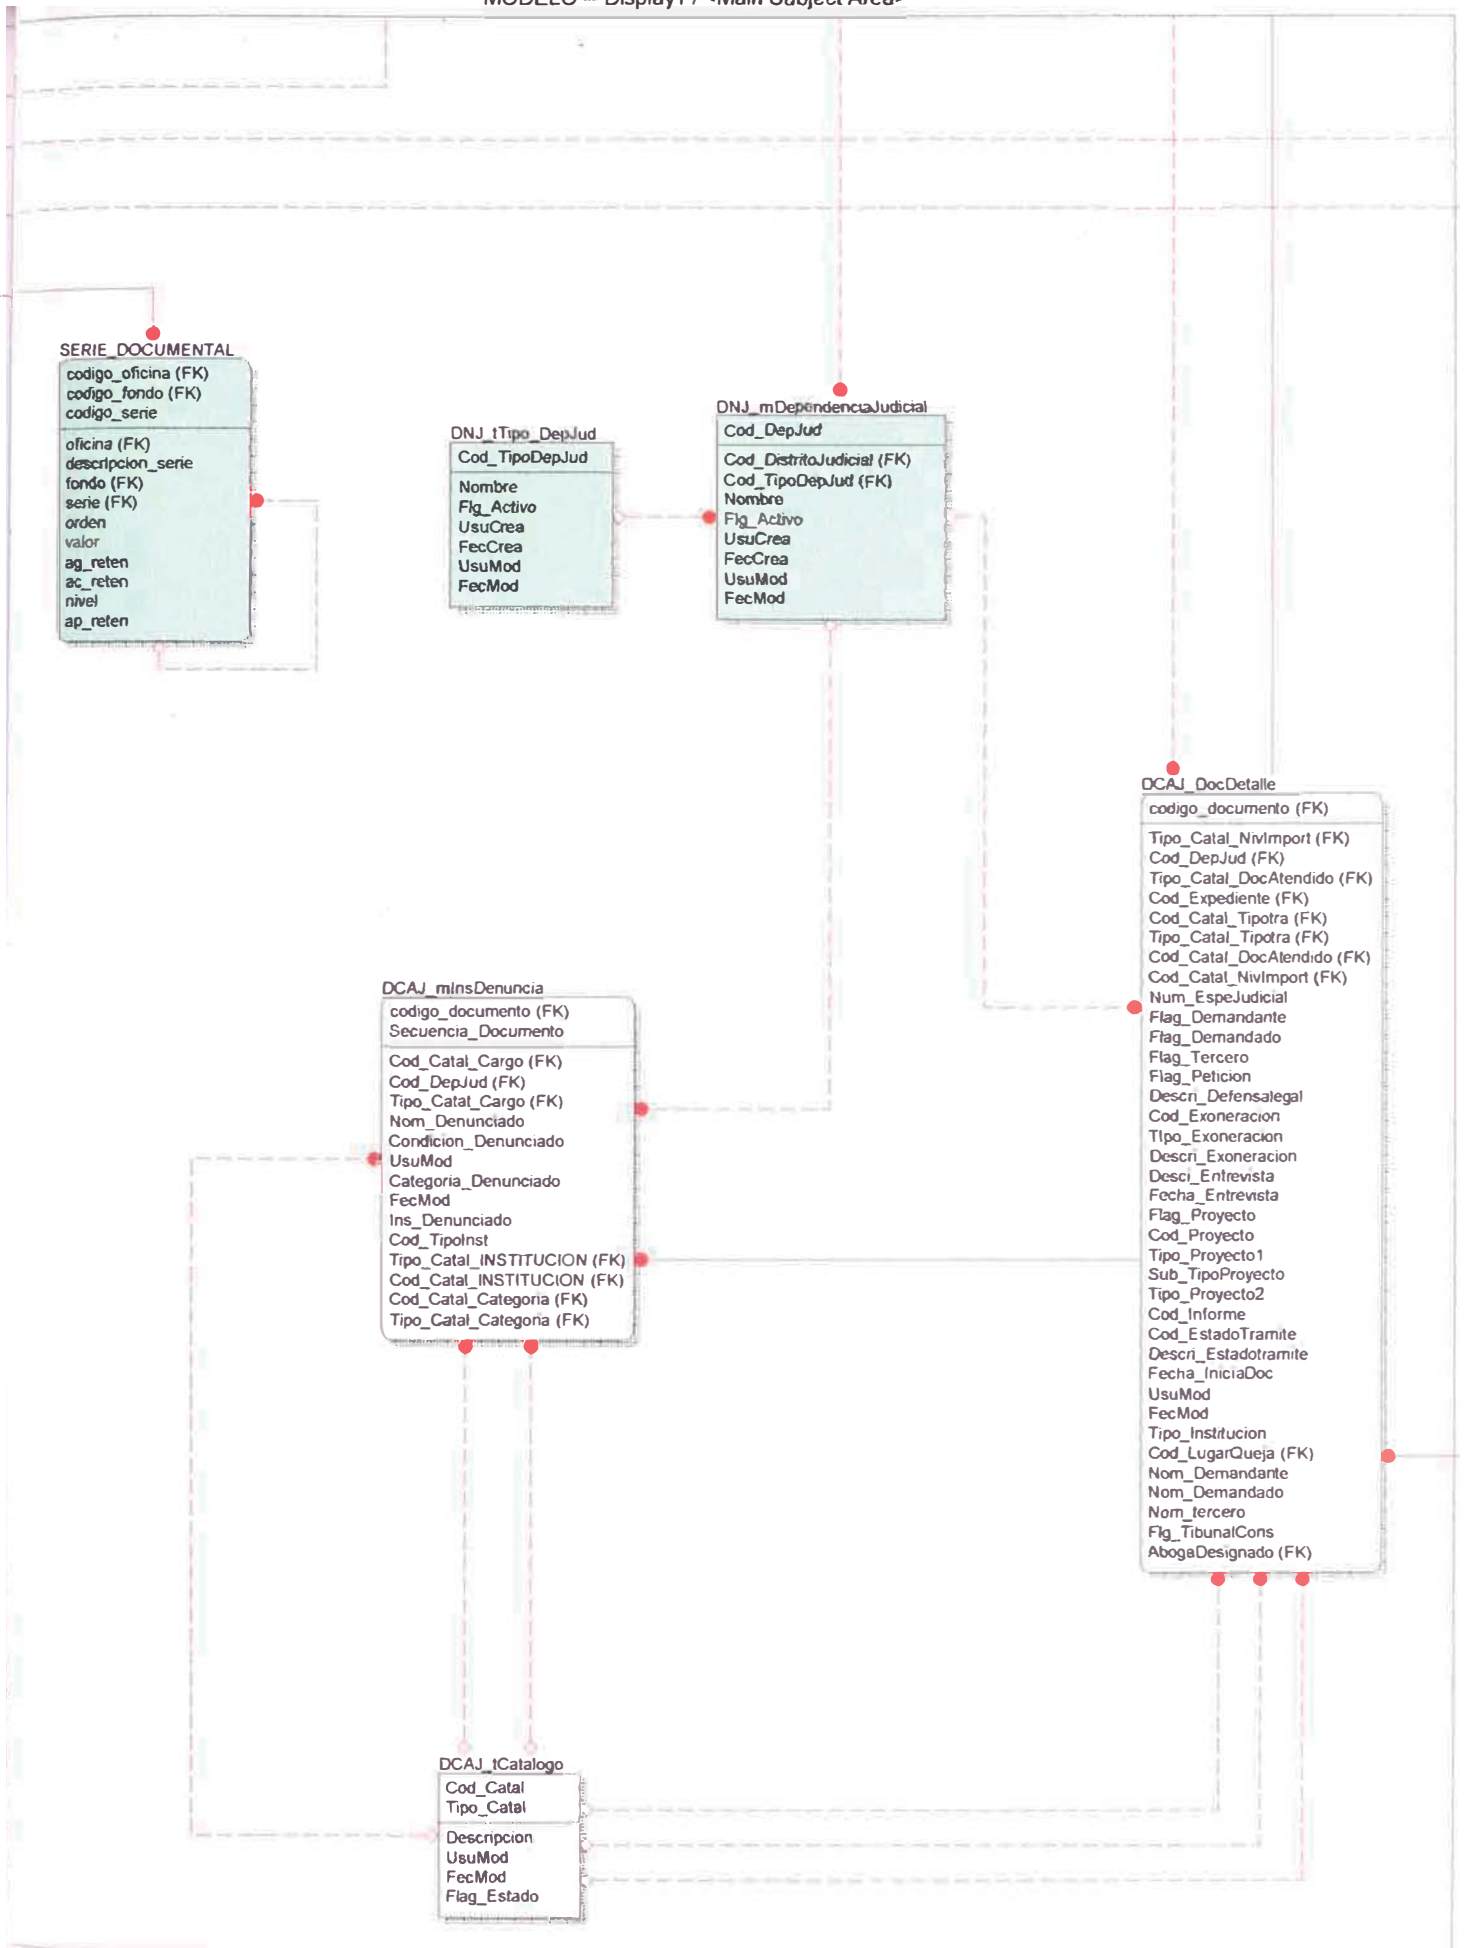 MODELO -- Display1 / <Main Subject Area>
SERIE_DOCUMENTAL
codigo_oficina (FK)
codigo_fondo (FK)
codigo_serie
oficina (FK)
descripcion_serie
fondo (FK)
serie (FK)
orden
valor
ag_reten
ac_reten
nivel
ap_reten
DNJ_tTipo_DepJud
Cod_TipoDepJud
Nombre
Flg_Activo
UsuCrea
FecCrea
UsuMod
FecMod
DNJ_mDependenciaJudicial
Cod_DepJud
Cod_DistritoJudicial (FK)
Cod_TipoDepJud (FK)
Nombre
Flg_Activo
UsuCrea
FecCrea
UsuMod
FecMod
DCAJ_DocDetalle
codigo_documento (FK)
Tipo_Catal_NivImport (FK)
Cod_DepJud (FK)
Tipo_Catal_DocAtendido (FK)
Cod_Expediente (FK)
Cod_Catal_Tipotra (FK)
Tipo_Catal_Tipotra (FK)
Cod_Catal_DocAtendido (FK)
Cod_Catal_NivImport (FK)
Num_EspeJudicial
Flag_Demandante
Flag_Demandado
Flag_Tercero
Flag_Peticion
Descri_Defensalegal
Cod_Exoneracion
TIpo_Exoneracion
Descri_Exoneracion
Desci_Entrevista
Fecha_Entrevista
Flag_Proyecto
Cod_Proyecto
Tipo_Proyecto1
Sub_TipoProyecto
Tipo_Proyecto2
Cod_Informe
Cod_EstadoTramite
Descri_Estadotramite
Fecha_IniciaDoc
UsuMod
FecMod
Tipo_Institucion
Cod_LugarQueja (FK)
Nom_Demandante
Nom_Demandado
Nom_tercero
Flg_TibunalCons
AbogaDesignado (FK)
DCAJ_mInsDenuncia
codigo_documento (FK)
Secuencia_Documento
Cod_Catal_Cargo (FK)
Cod_DepJud (FK)
Tipo_Catal_Cargo (FK)
Nom_Denunciado
Condicion_Denunciado
UsuMod
Categoria_Denunciado
FecMod
Ins_Denunciado
Cod_TipoInst
Tipo_Catal_INSTITUCION (FK)
Cod_Catal_INSTITUCION (FK)
Cod_Catal_Categoria (FK)
Tipo_Catal_Categoria (FK)
DCAJ_tCatalogo
Cod_Catal
Tipo_Catal
Descripcion
UsuMod
FecMod
Flag_Estado